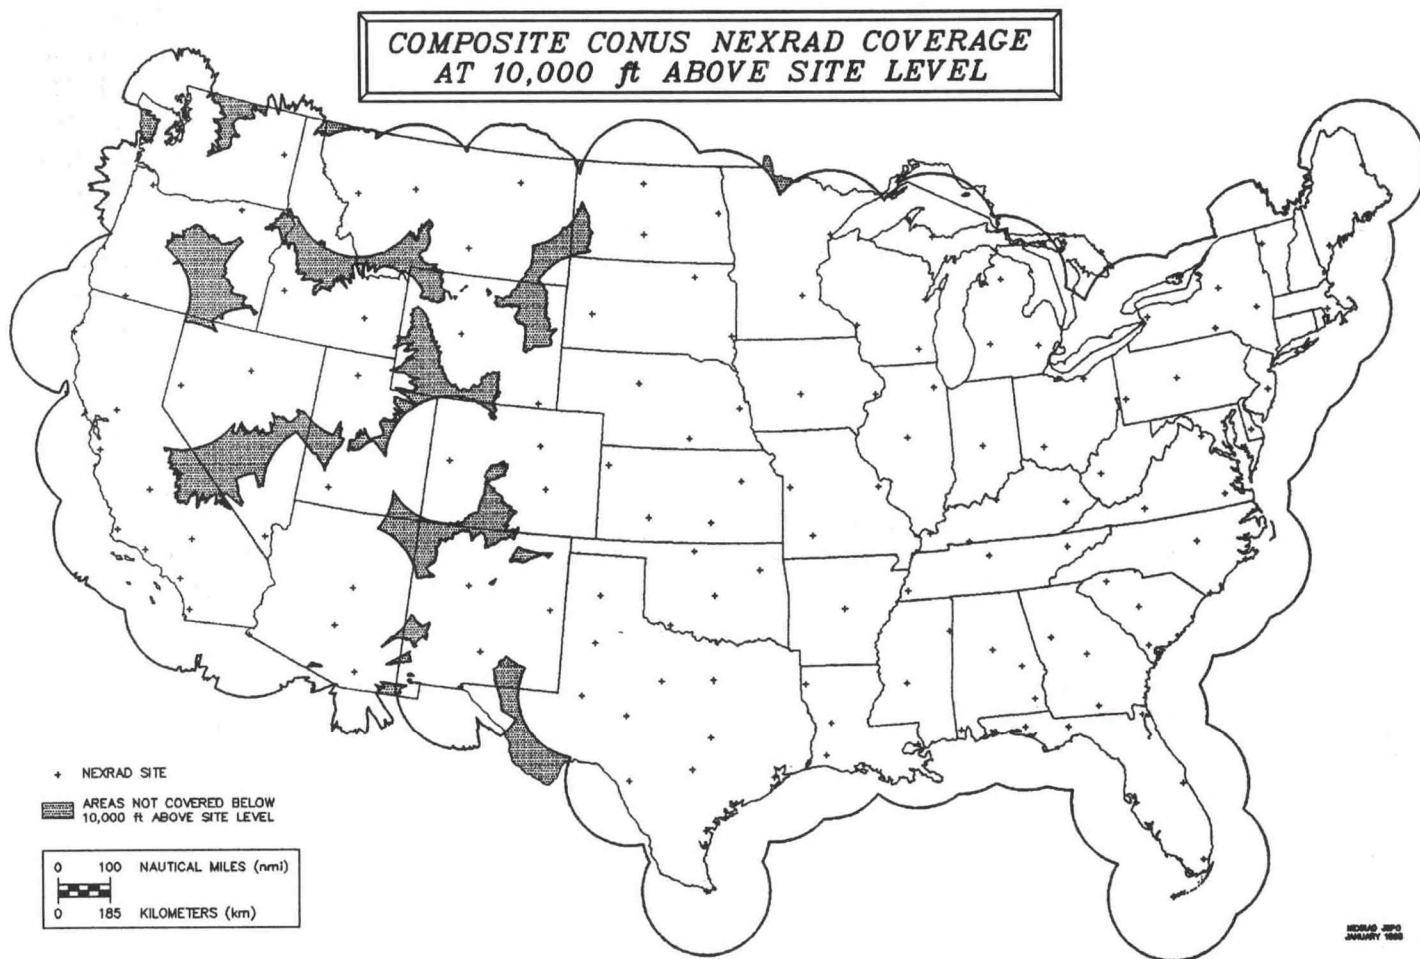 COMPOSITE CONUS NEXRAD COVERAGE
AT 10,000 ft ABOVE SITE LEVEL
+ NEXRAD SITE
AREAS NOT COVERED BELOW
10,000 ft ABOVE SITE LEVEL
0 100 NAUTICAL MILES (nmi)
0 185 KILOMETERS (km)
NEXRAD JSPO
JANUARY